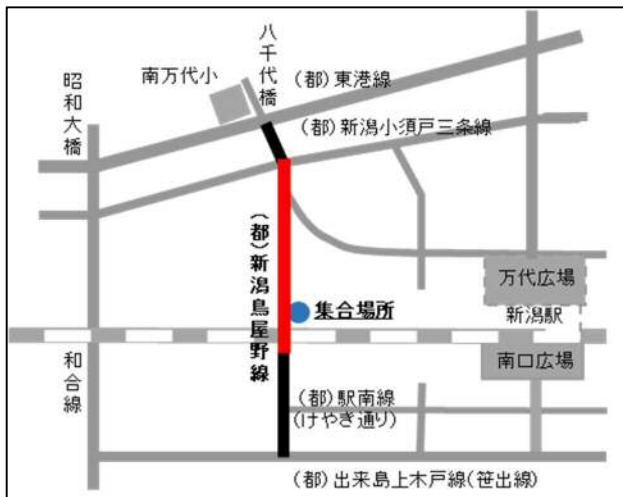 八千代橋
南万代小
昭和大橋
(都)東港線
(都)新潟小須戸三条線
(都)新潟鳥屋野線
万代広場
集合場所
新潟駅
和合線
南口広場
(都)駅南線
(けやき通り)
(都)出来島上木戸線(笹出線)